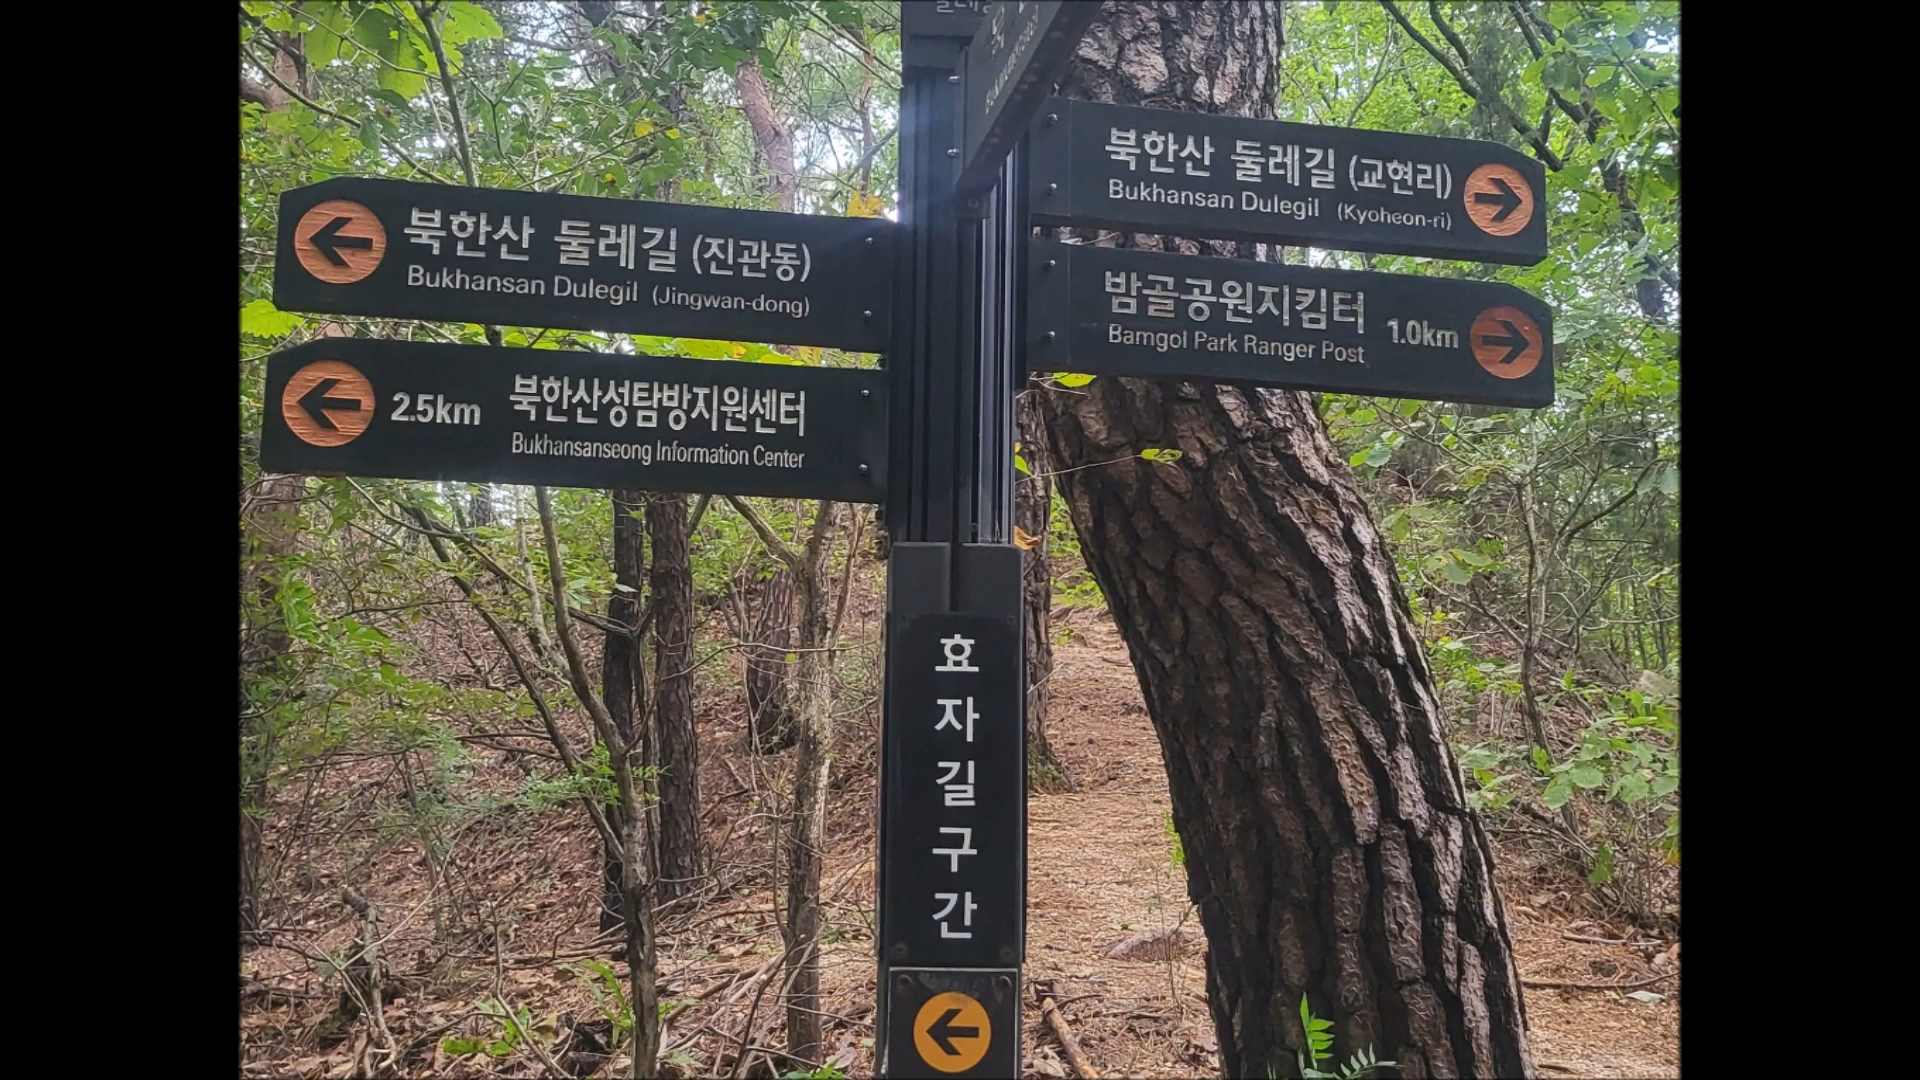 북한산 둘레길 (진관동)
Bukhansan Dulegil (Jingwan-dong)
2.5km 북한산성탐방지원센터
Bukhansanseong Information Center
북한산 둘레길 (교현리)
Bukhansan Dulegil (Kyoheon-ri)
밤골공원지킴터 1.0km
Bamgol Park Ranger Post
효
자
길
구
간